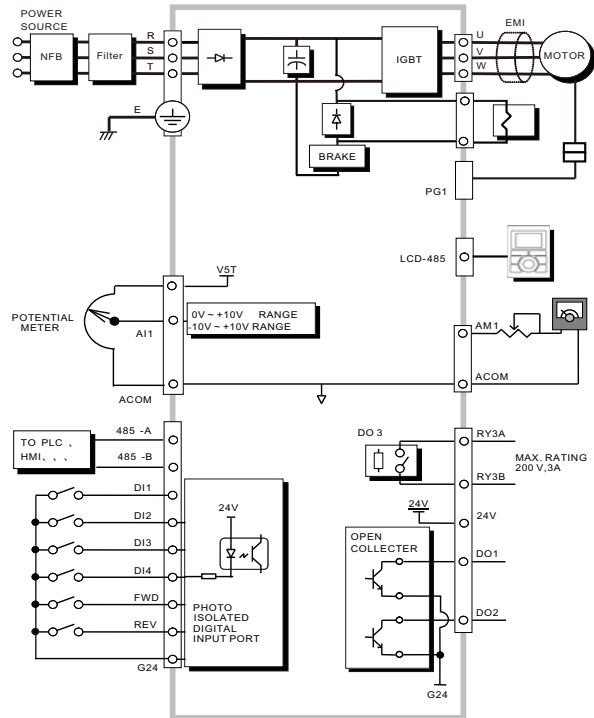 POWER
SOURCE
NFB
Filter
R
S
T
E
IGBT
BRAKE
U
V
W
EMI
MOTOR
PG1
LCD-485
V5T
POTENTIAL
METER
AI1
0V ~ +10V RANGE
-10V ~ +10V RANGE
ACOM
AM1
ACOM
TO PLC 、
HMI、、、
485 -A
485 -B
DI1
DI2
DI3
DI4
FWD
REV
G24
24V
PHOTO
ISOLATED
DIGITAL
INPUT PORT
DO 3
RY3A
MAX. RATING
200 V,3A
RY3B
24V
24V
OPEN
COLLECTER
DO1
DO2
G24